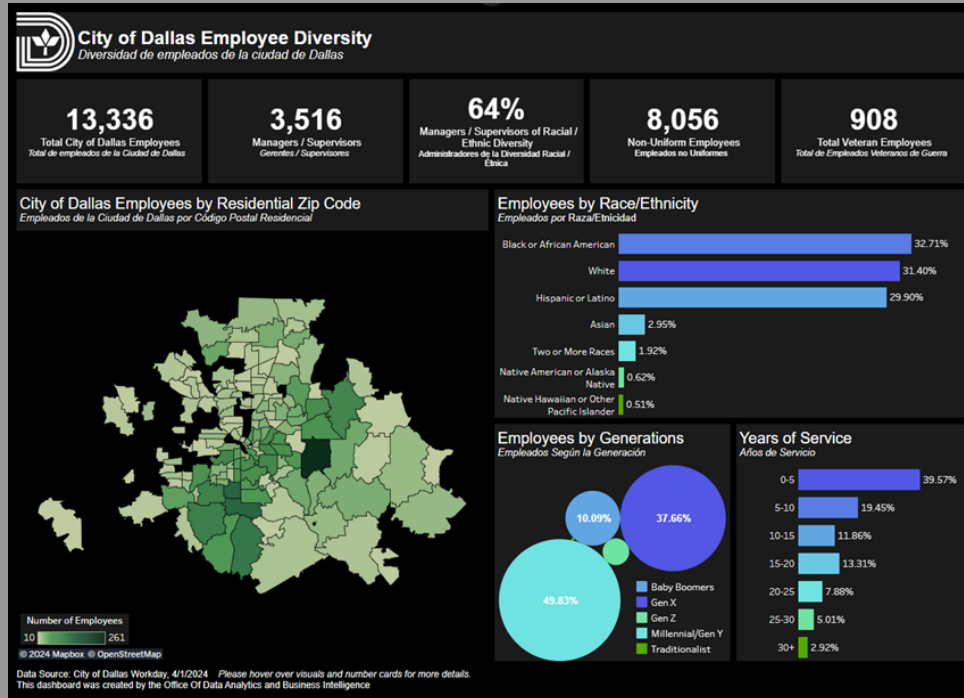 City of Dallas Employee Diversity
Diversidad de empleados de la ciudad de Dallas
13,336
Total City of Dallas Employees
Total de empleados de la Ciudad de Dallas
3,516
Managers / Supervisors
Gerentes / Supervisores
64%
Managers / Supervisors of Racial /
Ethnic Diversity
Administradores de la Diversidad Racial /
Étnica
8,056
Non-Uniform Employees
Empleados no Uniformes
908
Total Veteran Employees
Total de Empleados Veteranos de Guerra
City of Dallas Employees by Residential Zip Code
Empleados de la Ciudad de Dallas por Código Postal Residencial
Number of Employees
10 261
© 2024 Mapbox © OpenStreetMap
Employees by Race/Ethnicity
Empleados por Raza/Etnicidad
Black or African American 32.71%
White 31.40%
Hispanic or Latino 29.90%
Asian 2.95%
Two or More Races 1.92%
Native American or Alaska
Native 0.62%
Native Hawaiian or Other
Pacific Islander 0.51%
Employees by Generations
Empleados Según la Generación
10.09%
37.66%
49.83%
Baby Boomers
Gen X
Gen Z
Millennial/Gen Y
Traditionalist
Years of Service
Años de Servicio
0-5 39.57%
5-10 19.45%
10-15 11.86%
15-20 13.31%
20-25 7.88%
25-30 5.01%
30+ 2.92%
Data Source: City of Dallas Workday, 4/1/2024 Please hover over visuals and number cards for more details.
This dashboard was created by the Office Of Data Analytics and Business Intelligence